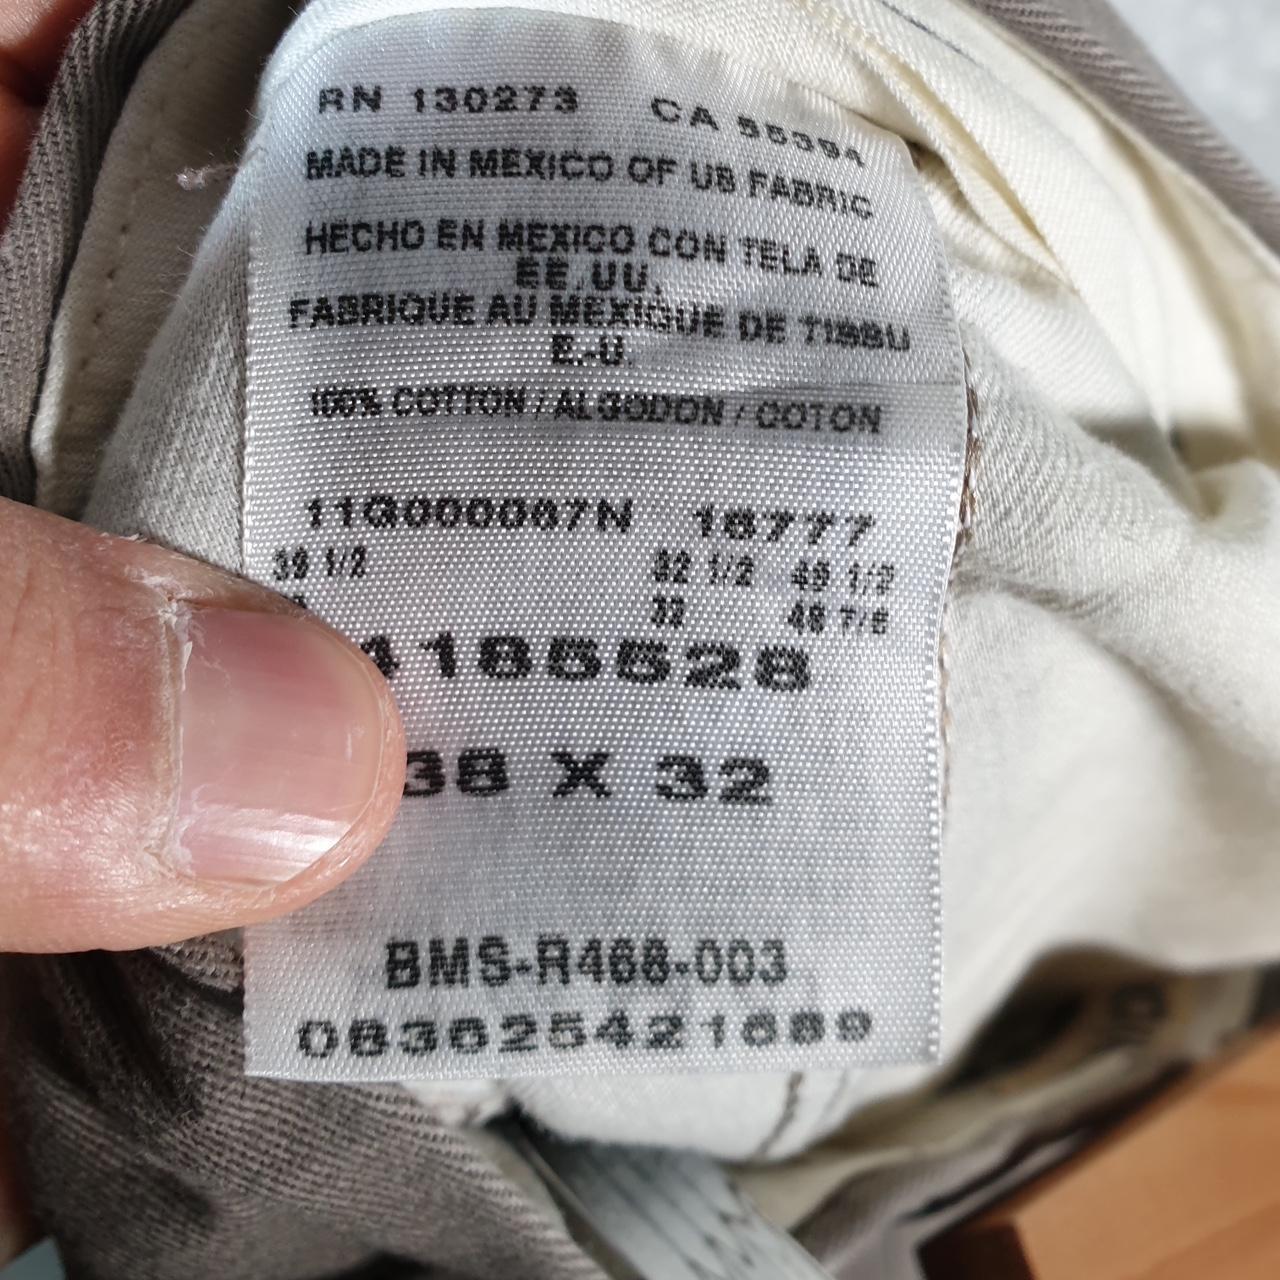 RN 130273 CA 55394
MADE IN MEXICO OF US FABRIC
HECHO EN MEXICO CON TELA DE
EE.UU.
FABRIQUE AU MEXIQUE DE TISSU
E.-U.
100% COTTON / ALGODON / COTON
11G000067N 16777
39 1/2 32 1/2 49 1/2
32 48 7/8
4185528
38 X 32
BMS-R468-003
083625421689